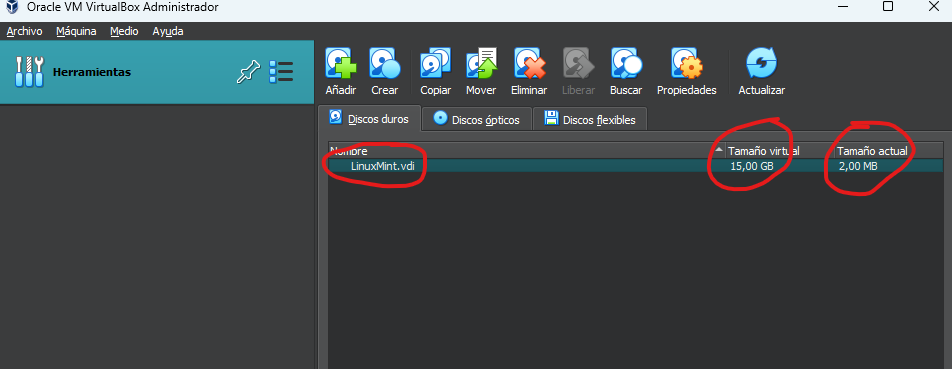 Oracle VM VirtualBox Administrador
Archivo Máquina Medio Ayuda
Herramientas
Añadir Crear Copiar Mover Eliminar Liberar Buscar Propiedades Actualizar
Discos duros Discos ópticos Discos flexibles
Nombre Tamaño virtual Tamaño actual
LinuxMint.vdi 15,00 GB 2,00 MB